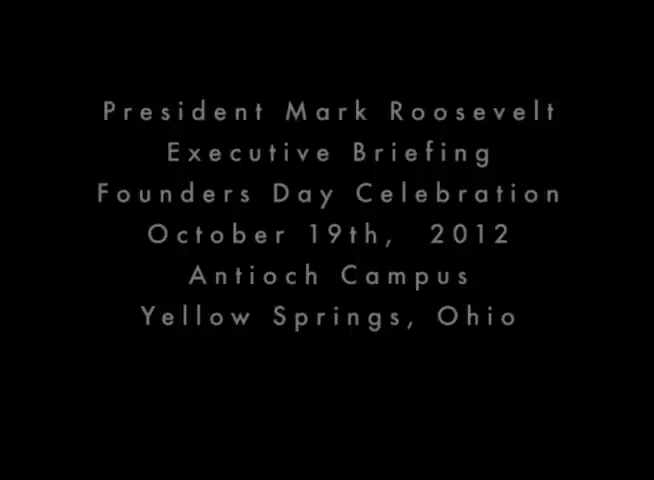 President Mark Roosevelt
Executive Briefing
Founders Day Celebration
October 19th, 2012
Antioch Campus
Yellow Springs, Ohio